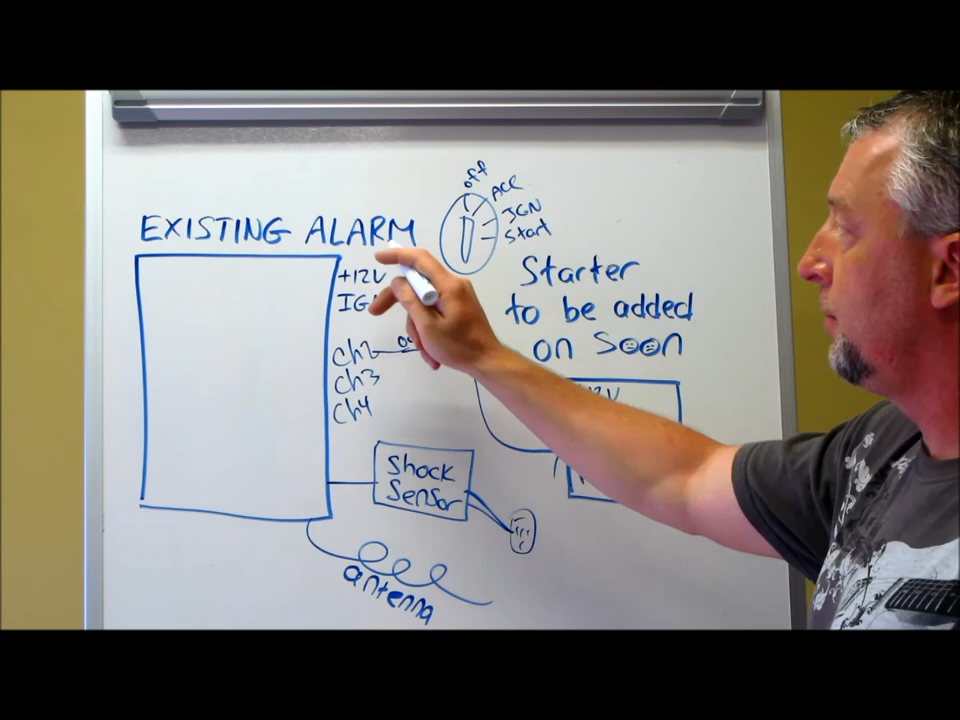 off
ACC
IGN
Start
EXISTING ALARM
+12V
Starter
to be added
on Soon
Ch2
Ch3
Ch4
Shock
Sensor
antenna